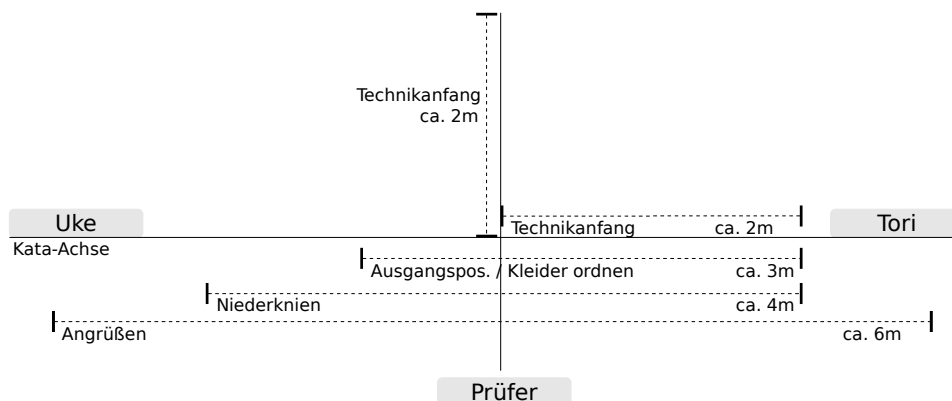 Technikanfang
ca. 2m
Uke
Tori
Technikanfang ca. 2m
Kata-Achse
Ausgangspos. / Kleider ordnen ca. 3m
Niederknien ca. 4m
Angrüßen ca. 6m
Prüfer